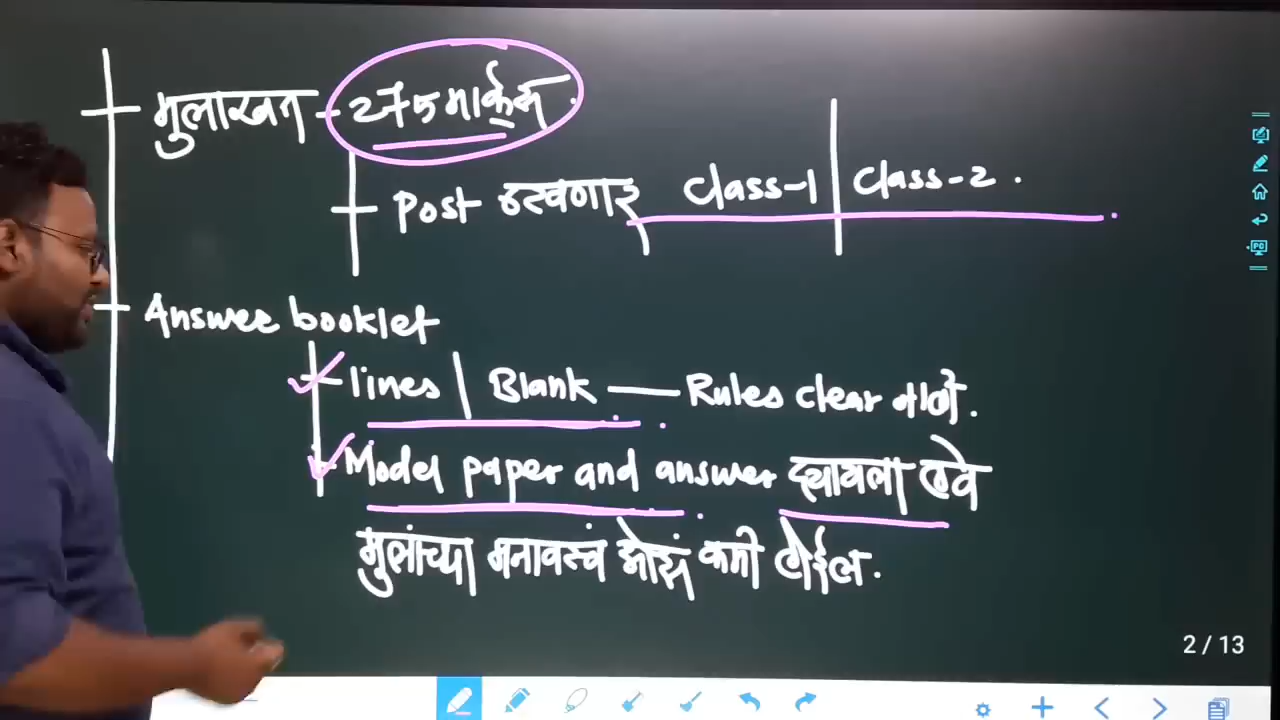 मुलाखत - 275 मार्क्स.
Post ठरवणार Class-1 | Class-2.
Answer booklet
lines | Blank — Rules clear नाही.
Model paper and answer द्यायला हवे
मुलांच्या मनावरचं ओझं कमी होईल.
PC
2 / 13